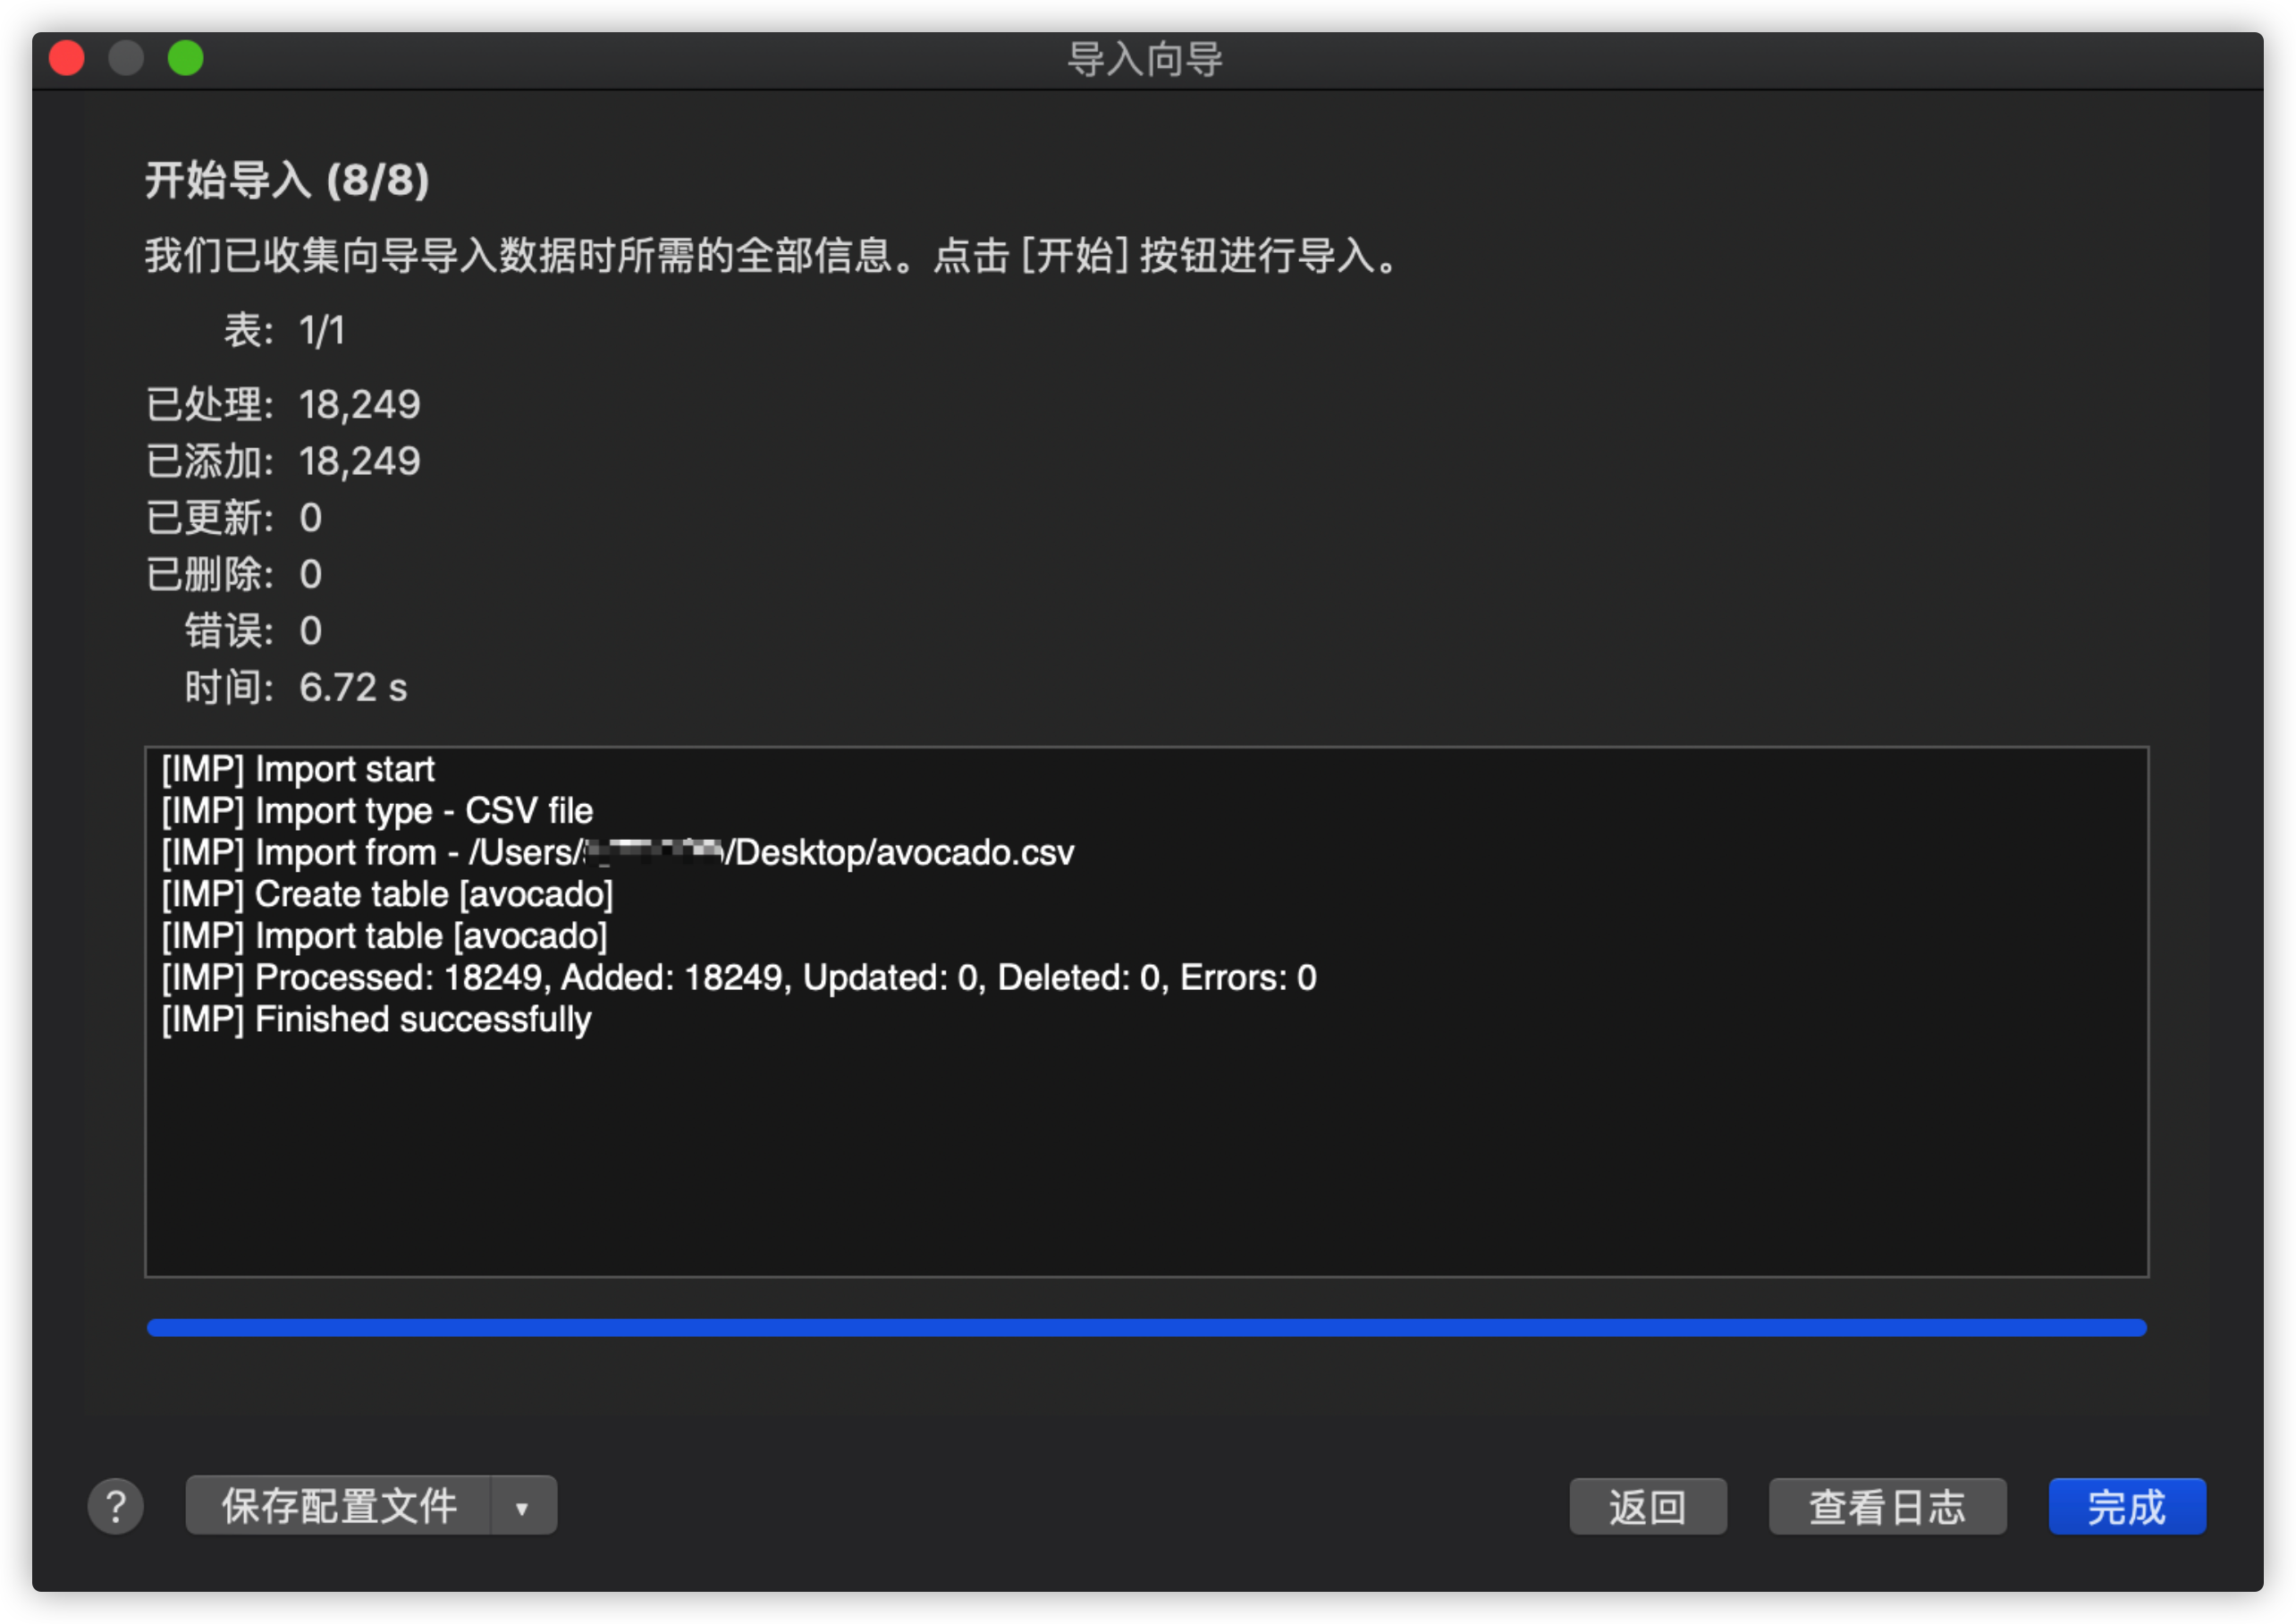 导入向导
开始导入 (8/8)
我们已收集向导导入数据时所需的全部信息。点击 [开始] 按钮进行导入。
表: 1/1
已处理: 18,249
已添加: 18,249
已更新: 0
已删除: 0
错误: 0
时间: 6.72 s
[IMP] Import start
[IMP] Import type - CSV file
[IMP] Import from - /Users/ /Desktop/avocado.csv
[IMP] Create table [avocado]
[IMP] Import table [avocado]
[IMP] Processed: 18249, Added: 18249, Updated: 0, Deleted: 0, Errors: 0
[IMP] Finished successfully
? 保存配置文件 ▼ 返回 查看日志 完成